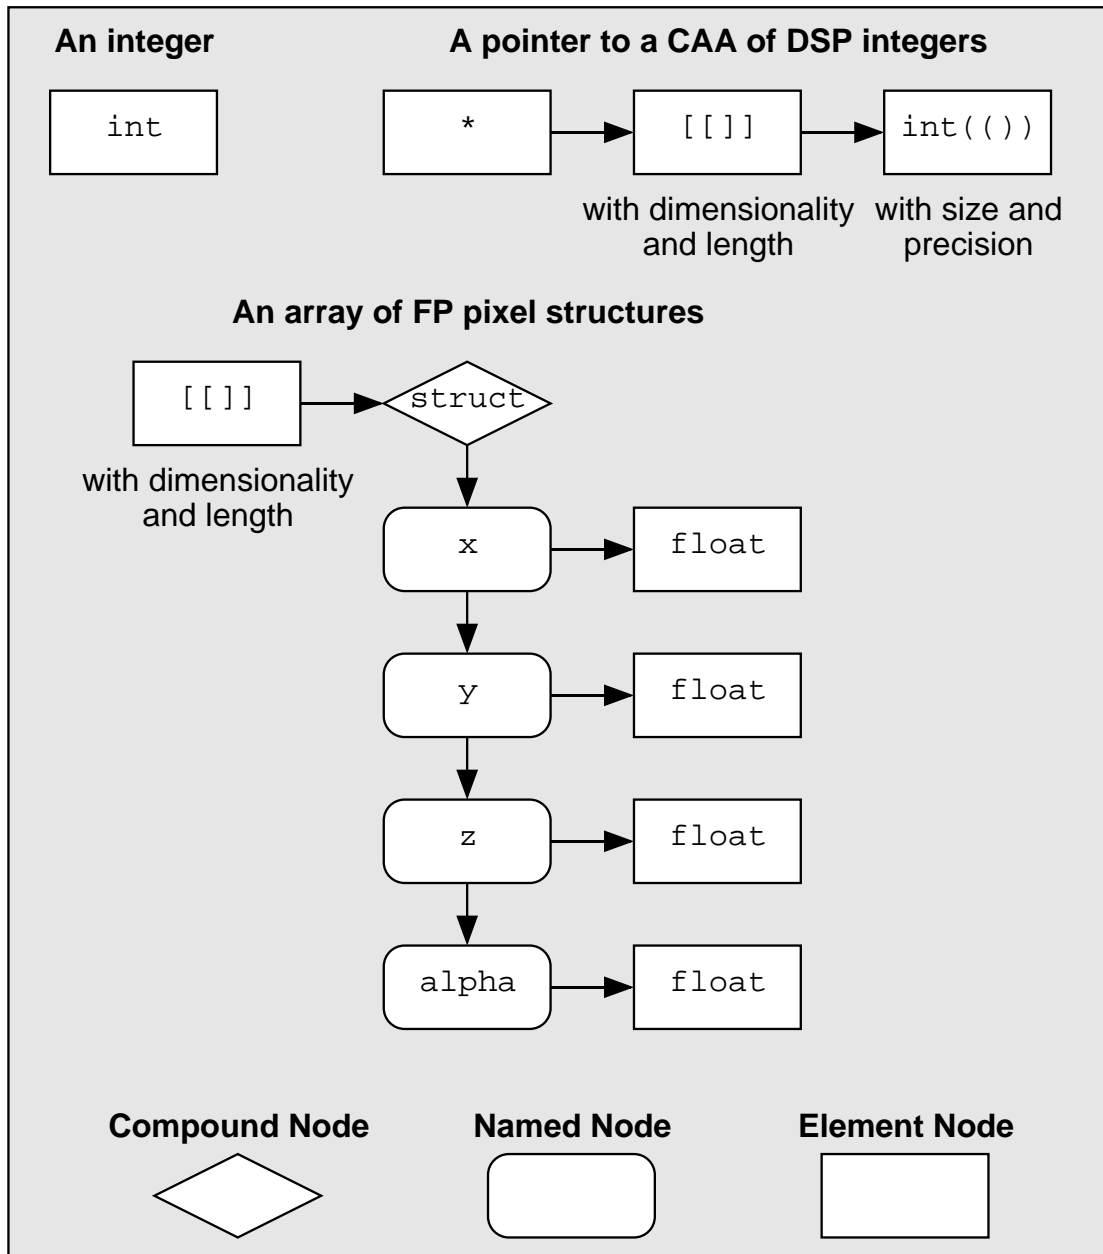 An integer
A pointer to a CAA of DSP integers
int
*
[[]]
int(())
with dimensionality
and length
with size and
precision
An array of FP pixel structures
[[]]
struct
with dimensionality
and length
x
float
y
float
z
float
alpha
float
Compound Node
Named Node
Element Node